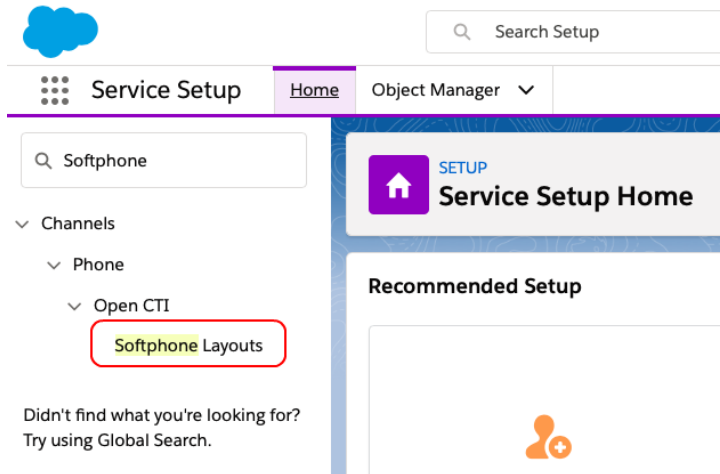 Search Setup
Service Setup
Home
Object Manager
Softphone
Channels
Phone
Open CTI
Softphone Layouts
Didn't find what you're looking for?
Try using Global Search.
SETUP
Service Setup Home
Recommended Setup